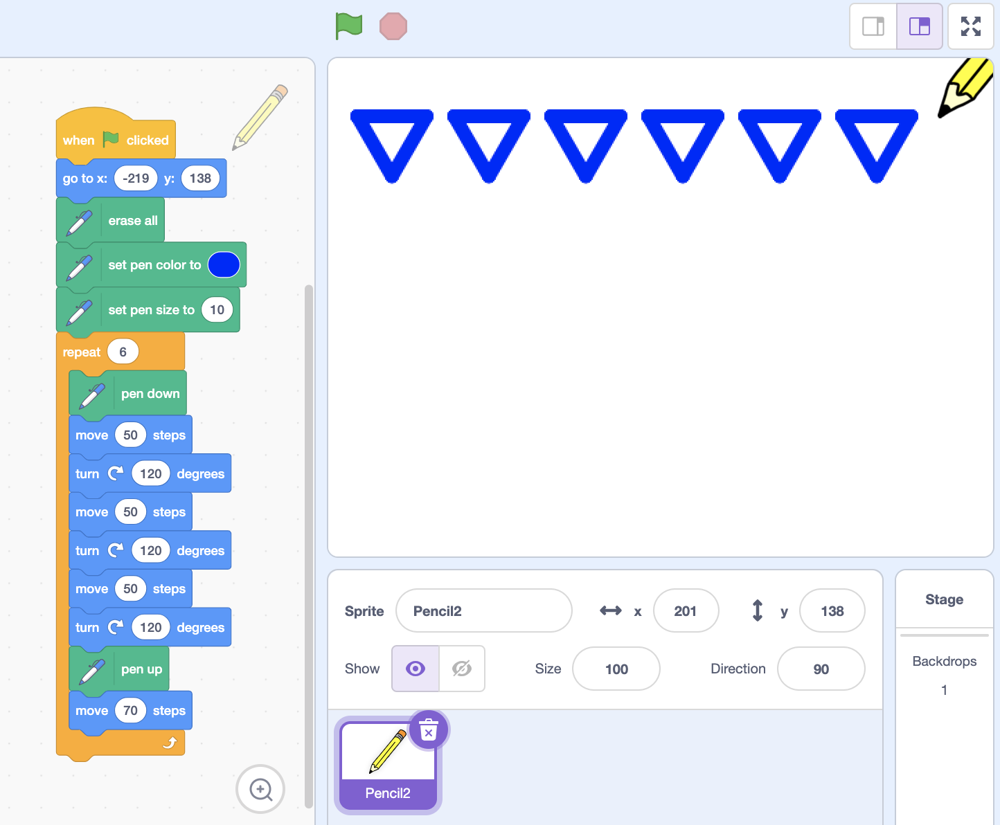 when clicked
go to x: -219 y: 138
erase all
set pen color to
set pen size to 10
repeat 6
pen down
move 50 steps
turn 120 degrees
move 50 steps
turn 120 degrees
move 50 steps
turn 120 degrees
pen up
move 70 steps
Sprite Pencil2 x 201 y 138
Show Size 100 Direction 90
Pencil2
Stage
Backdrops
1